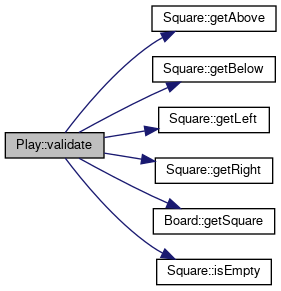 Square::getAbove
Square::getBelow
Square::getLeft
Play::validate
Square::getRight
Board::getSquare
Square::isEmpty